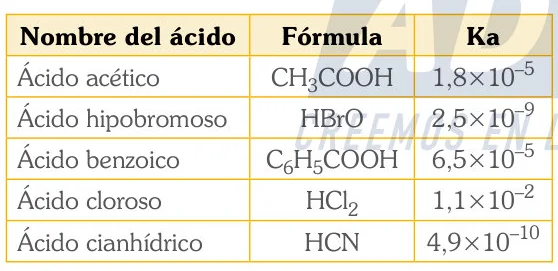 Nombre del ácido Fórmula Ka
Ácido acético CH₃COOH 1,8×10⁻⁵
Ácido hipobromoso HBrO 2,5×10⁻⁹
Ácido benzoico C₆H₅COOH 6,5×10⁻⁵
Ácido cloroso HCl₂ 1,1×10⁻²
Ácido cianhídrico HCN 4,9×10⁻¹⁰
CREEMOS EN